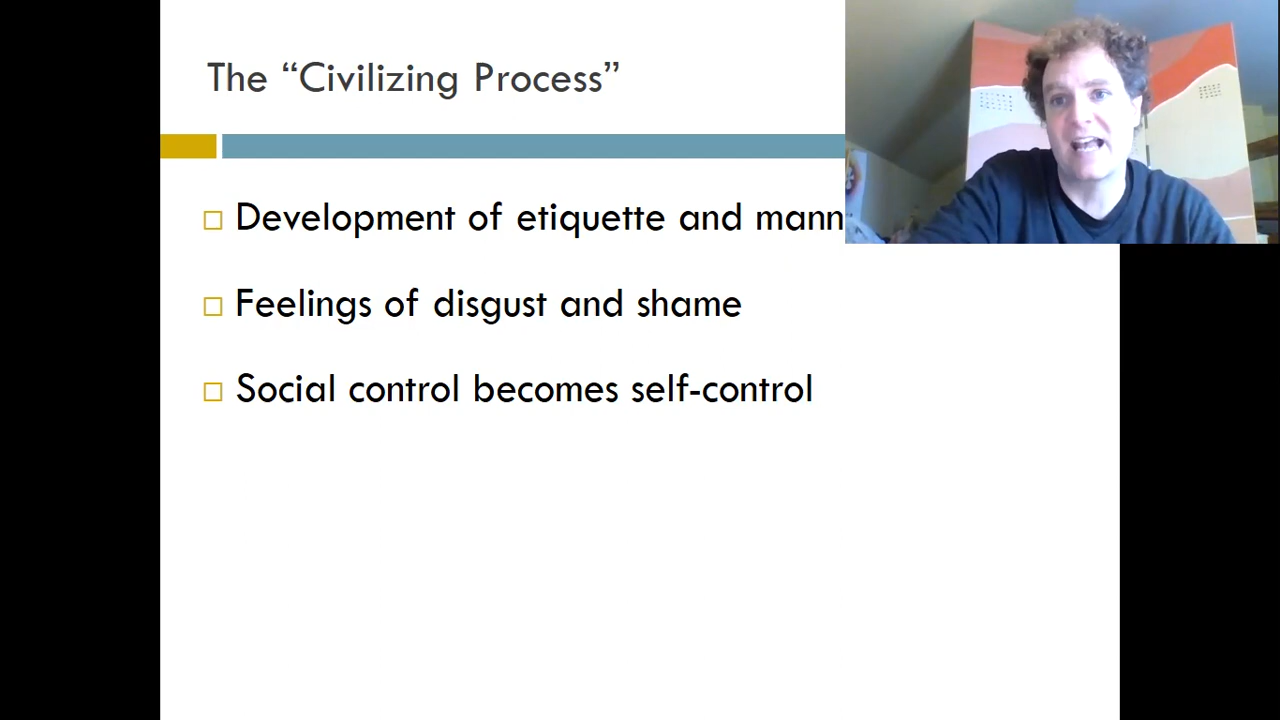 The “Civilizing Process”
Development of etiquette and mann
Feelings of disgust and shame
Social control becomes self-control